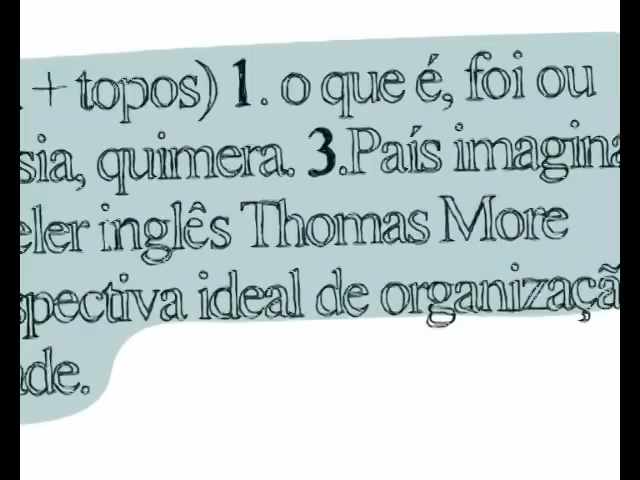 + topos) 1. o que é, foi ou
sia, quimera. 3.País imagina
eler inglês Thomas More
spectiva ideal de organizaçã
ade.